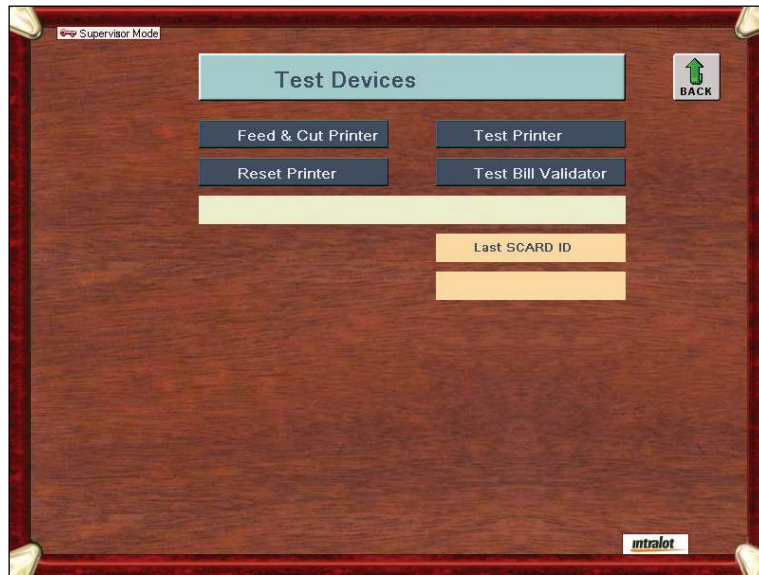 Supervisor Mode
Test Devices
BACK
Feed & Cut Printer
Test Printer
Reset Printer
Test Bill Validator
Last SCARD ID
intralot